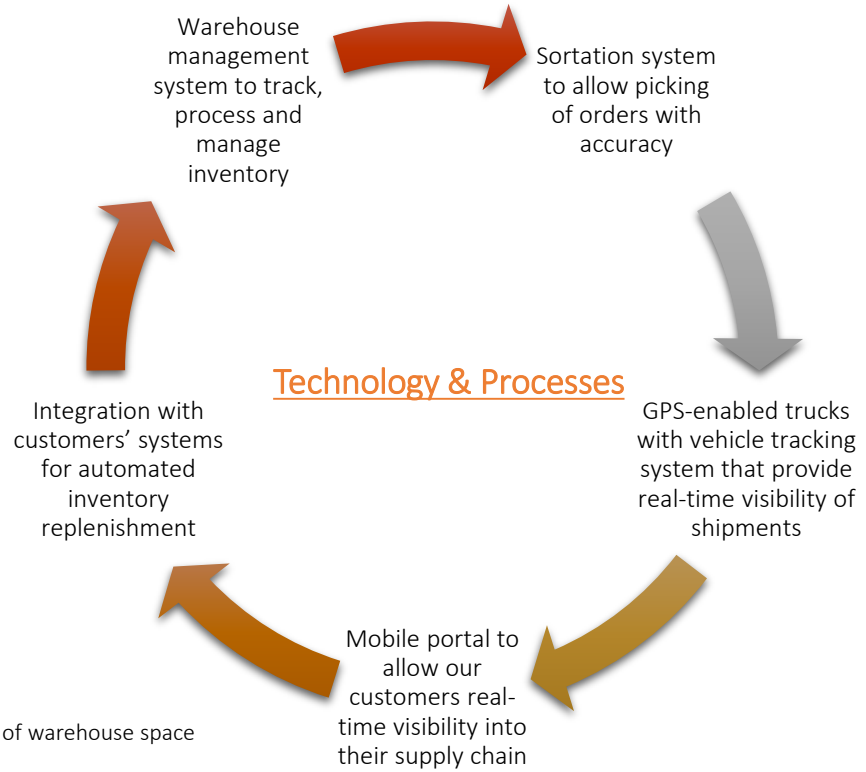 Warehouse
management
system to track,
process and
manage
inventory
Sortation system
to allow picking
of orders with
accuracy
Technology & Processes
GPS-enabled trucks
with vehicle tracking
system that provide
real-time visibility of
shipments
Mobile portal to
allow our
customers real-
time visibility into
their supply chain
Integration with
customers’ systems
for automated
inventory
replenishment
of warehouse space